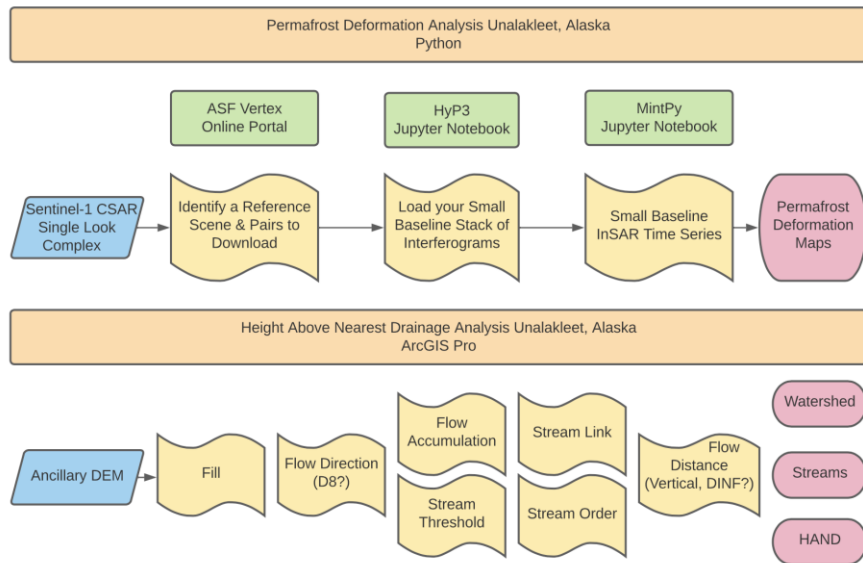 Permafrost Deformation Analysis Unalakleet, Alaska
Python
ASF Vertex
Online Portal
HyP3
Jupyter Notebook
MintPy
Jupyter Notebook
Sentinel-1 CSAR
Single Look
Complex
Identify a Reference
Scene & Pairs to
Download
Load your Small
Baseline Stack of
Interferograms
Small Baseline
InSAR Time Series
Permafrost
Deformation
Maps
Height Above Nearest Drainage Analysis Unalakleet, Alaska
ArcGIS Pro
Ancillary DEM
Fill
Flow Direction
(D8?)
Flow
Accumulation
Stream
Threshold
Stream Link
Stream Order
Flow
Distance
(Vertical, DINF?)
Watershed
Streams
HAND